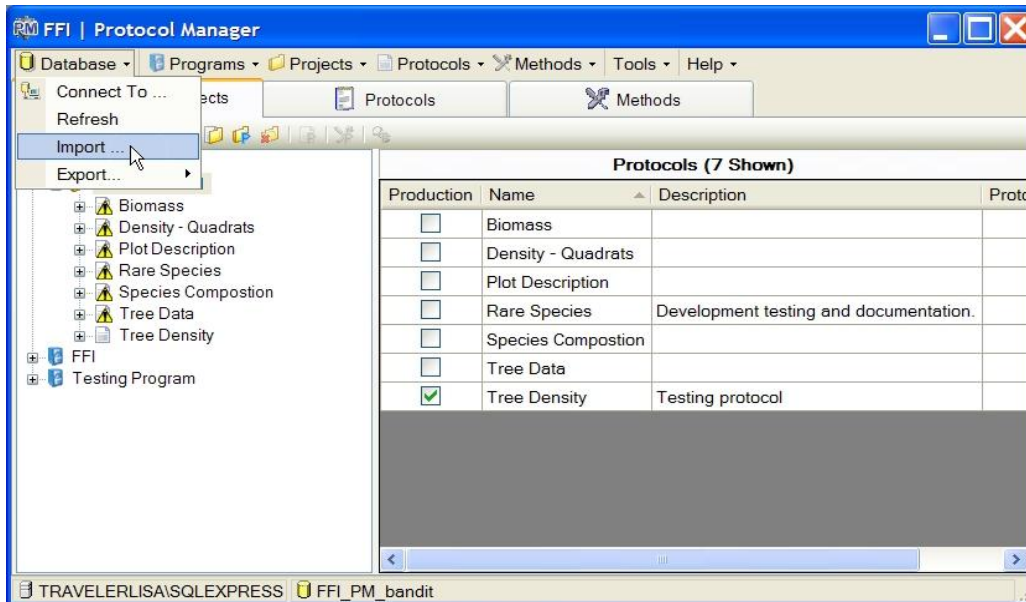 FFI | Protocol Manager
Database Programs Projects Protocols Methods Tools Help
Connect To ...
Refresh
Import ...
Export...
ects Protocols Methods
Protocols (7 Shown)
Production Name Description Proto
Biomass
Density - Quadrats
Plot Description
Rare Species
Species Compostion
Tree Data
Tree Density
FFI
Testing Program
Biomass
Density - Quadrats
Plot Description
Rare Species Development testing and documentation.
Species Compostion
Tree Data
Tree Density Testing protocol
TRAVELERLISA\SQLEXPRESS FFI_PM_bandit